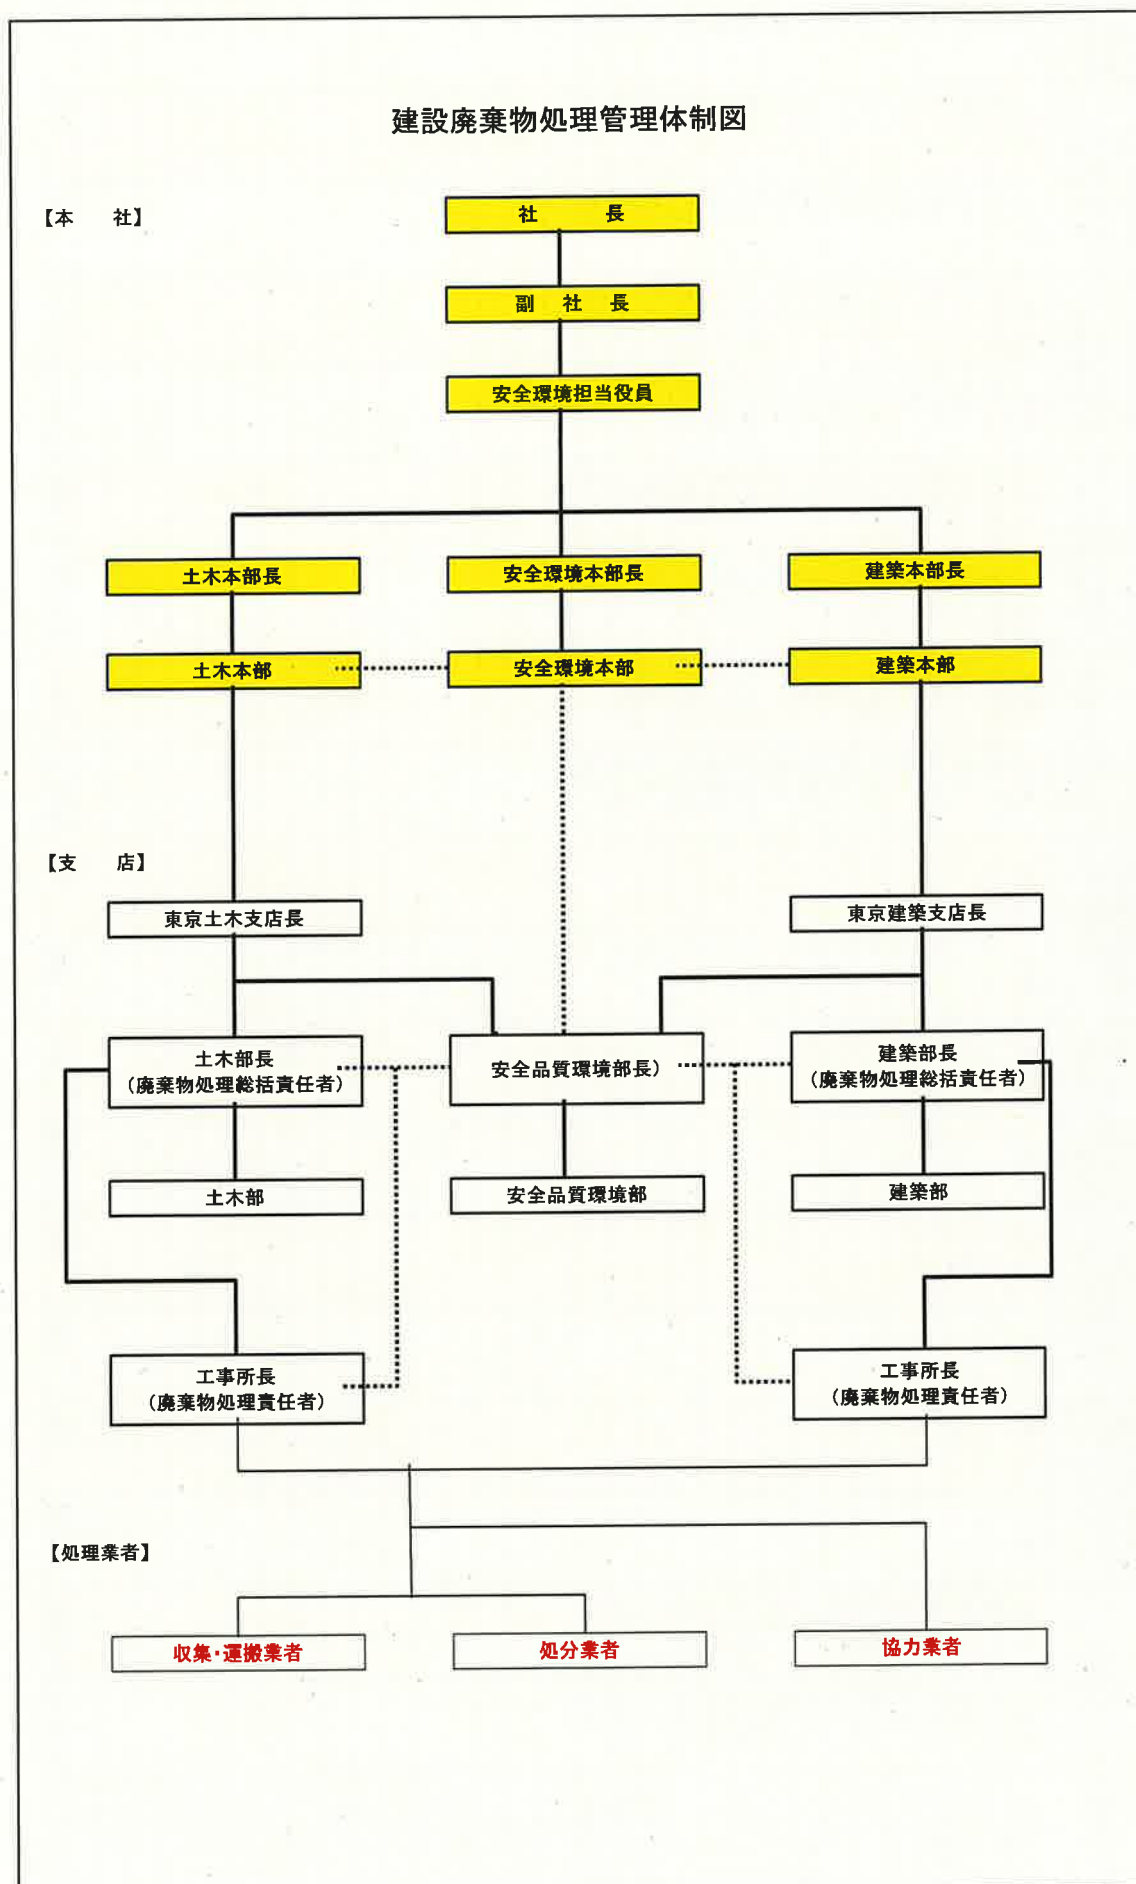 建設廃棄物処理管理体制図
【本　社】
社　長
副　社　長
安全環境担当役員
土木本部長
安全環境本部長
建築本部長
土木本部
安全環境本部
建築本部
【支　店】
東京土木支店長
東京建築支店長
土木部長
（廃棄物処理総括責任者）
安全品質環境部長）
建築部長
（廃棄物処理総括責任者）
土木部
安全品質環境部
建築部
工事所長
（廃棄物処理責任者）
工事所長
（廃棄物処理責任者）
【処理業者】
収集・運搬業者
処分業者
協力業者